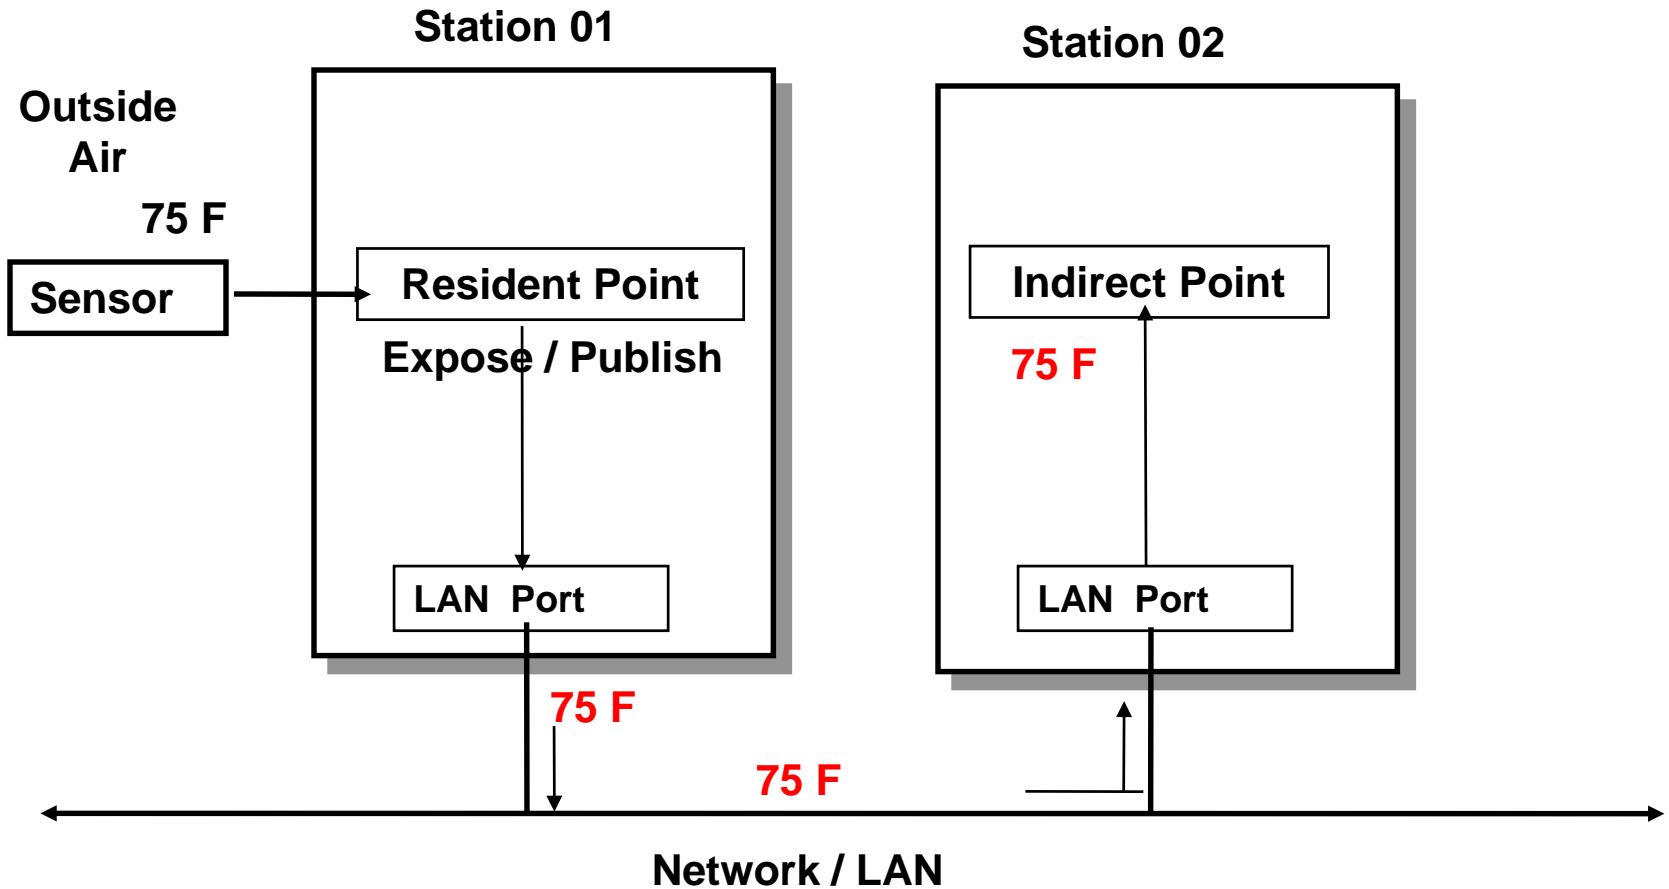 Station 01
Station 02
Outside
Air
75 F
Sensor
Resident Point
Indirect Point
Expose / Publish
75 F
LAN Port
LAN Port
75 F
75 F
Network / LAN